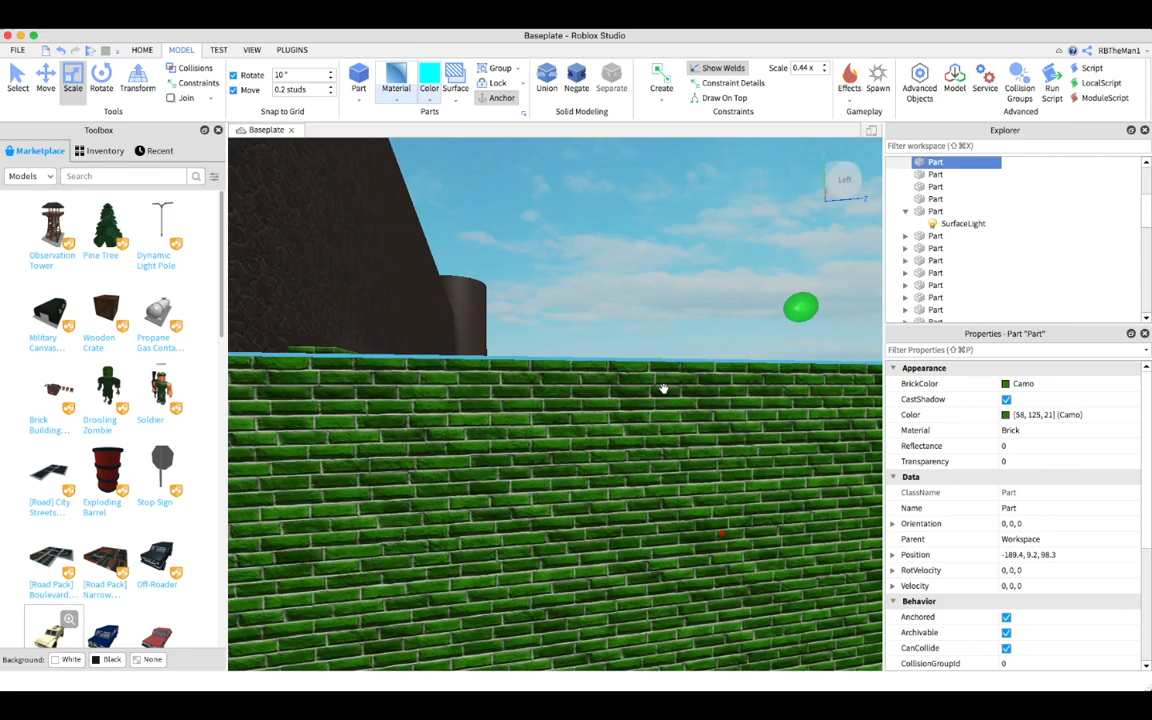 Baseplate - Roblox Studio
FILE HOME MODEL TEST VIEW PLUGINS RBTheMan1
Select Move Scale Rotate Transform
Collisions
Constraints
Join
Tools
Rotate 10 °
Move 0.2 studs
Snap to Grid
Part Material Color Surface
Group
Lock
Anchor
Parts
Union Negate Separate
Solid Modeling
Create
Show Welds Scale 0.44 x
Constraint Details
Draw On Top
Constraints
Effects Spawn
Gameplay
Advanced Objects Model Service Collision Groups Run Script
Script
LocalScript
ModuleScript
Advanced
Toolbox
Marketplace Inventory Recent
Models Search
Observation Tower
Pine Tree
Dynamic Light Pole
Military Canvas...
Wooden Crate
Propane Gas Conta...
Brick Building...
Drooling Zombie
Soldier
[Road] City Streets...
Exploding Barrel
Stop Sign
[Road Pack] Boulevard...
[Road Pack] Narrow...
Off-Roader
Background: White Black None
Baseplate
Left
Z
Explorer
Filter workspace (⇧⌘X)
Part
Part
Part
Part
Part
SurfaceLight
Part
Part
Part
Part
Part
Part
Part
Properties - Part "Part"
Filter Properties (⇧⌘P)
Appearance
BrickColor Camo
CastShadow
Color [58, 125, 21] (Camo)
Material Brick
Reflectance 0
Transparency 0
Data
ClassName Part
Name Part
Orientation 0, 0, 0
Parent Workspace
Position -189.4, 9.2, 98.3
RotVelocity 0, 0, 0
Velocity 0, 0, 0
Behavior
Anchored
Archivable
CanCollide
CollisionGroupId 0